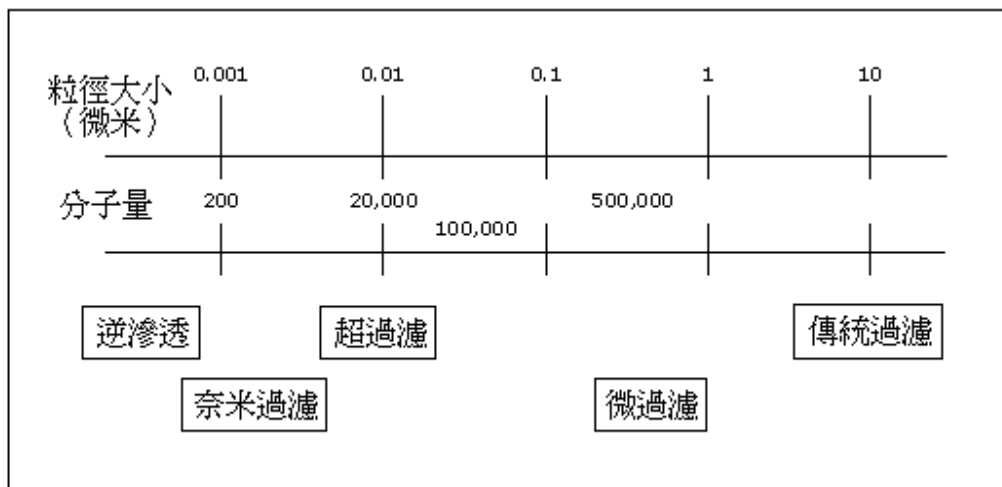 0.001 0.01 0.1 1 10
粒徑大小
（微米）
分子量 200 20,000 500,000
100,000
逆滲透 超過濾 傳統過濾
奈米過濾 微過濾